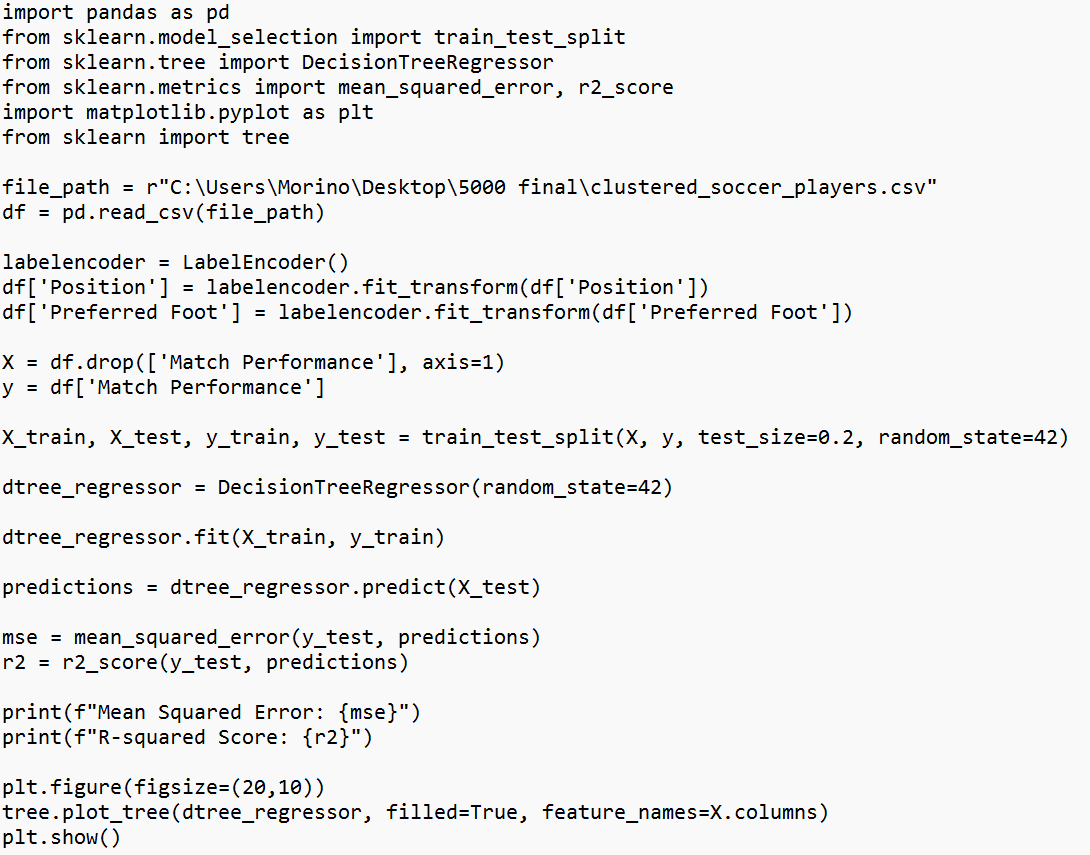 import pandas as pd
from sklearn.model_selection import train_test_split
from sklearn.tree import DecisionTreeRegressor
from sklearn.metrics import mean_squared_error, r2_score
import matplotlib.pyplot as plt
from sklearn import tree

file_path = r"C:\Users\Morino\Desktop\5000 final\clustered_soccer_players.csv"
df = pd.read_csv(file_path)

labelencoder = LabelEncoder()
df['Position'] = labelencoder.fit_transform(df['Position'])
df['Preferred Foot'] = labelencoder.fit_transform(df['Preferred Foot'])

X = df.drop(['Match Performance'], axis=1)
y = df['Match Performance']

X_train, X_test, y_train, y_test = train_test_split(X, y, test_size=0.2, random_state=42)

dtree_regressor = DecisionTreeRegressor(random_state=42)

dtree_regressor.fit(X_train, y_train)

predictions = dtree_regressor.predict(X_test)

mse = mean_squared_error(y_test, predictions)
r2 = r2_score(y_test, predictions)

print(f"Mean Squared Error: {mse}")
print(f"R-squared Score: {r2}")

plt.figure(figsize=(20,10))
tree.plot_tree(dtree_regressor, filled=True, feature_names=X.columns)
plt.show()